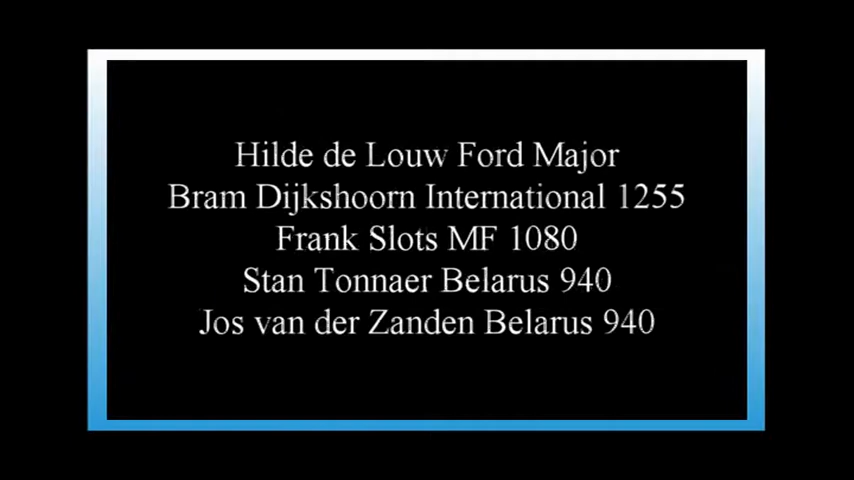 Hilde de Louw Ford Major
Bram Dijkshoorn International 1255
Frank Slots MF 1080
Stan Tonnaer Belarus 940
Jos van der Zanden Belarus 940